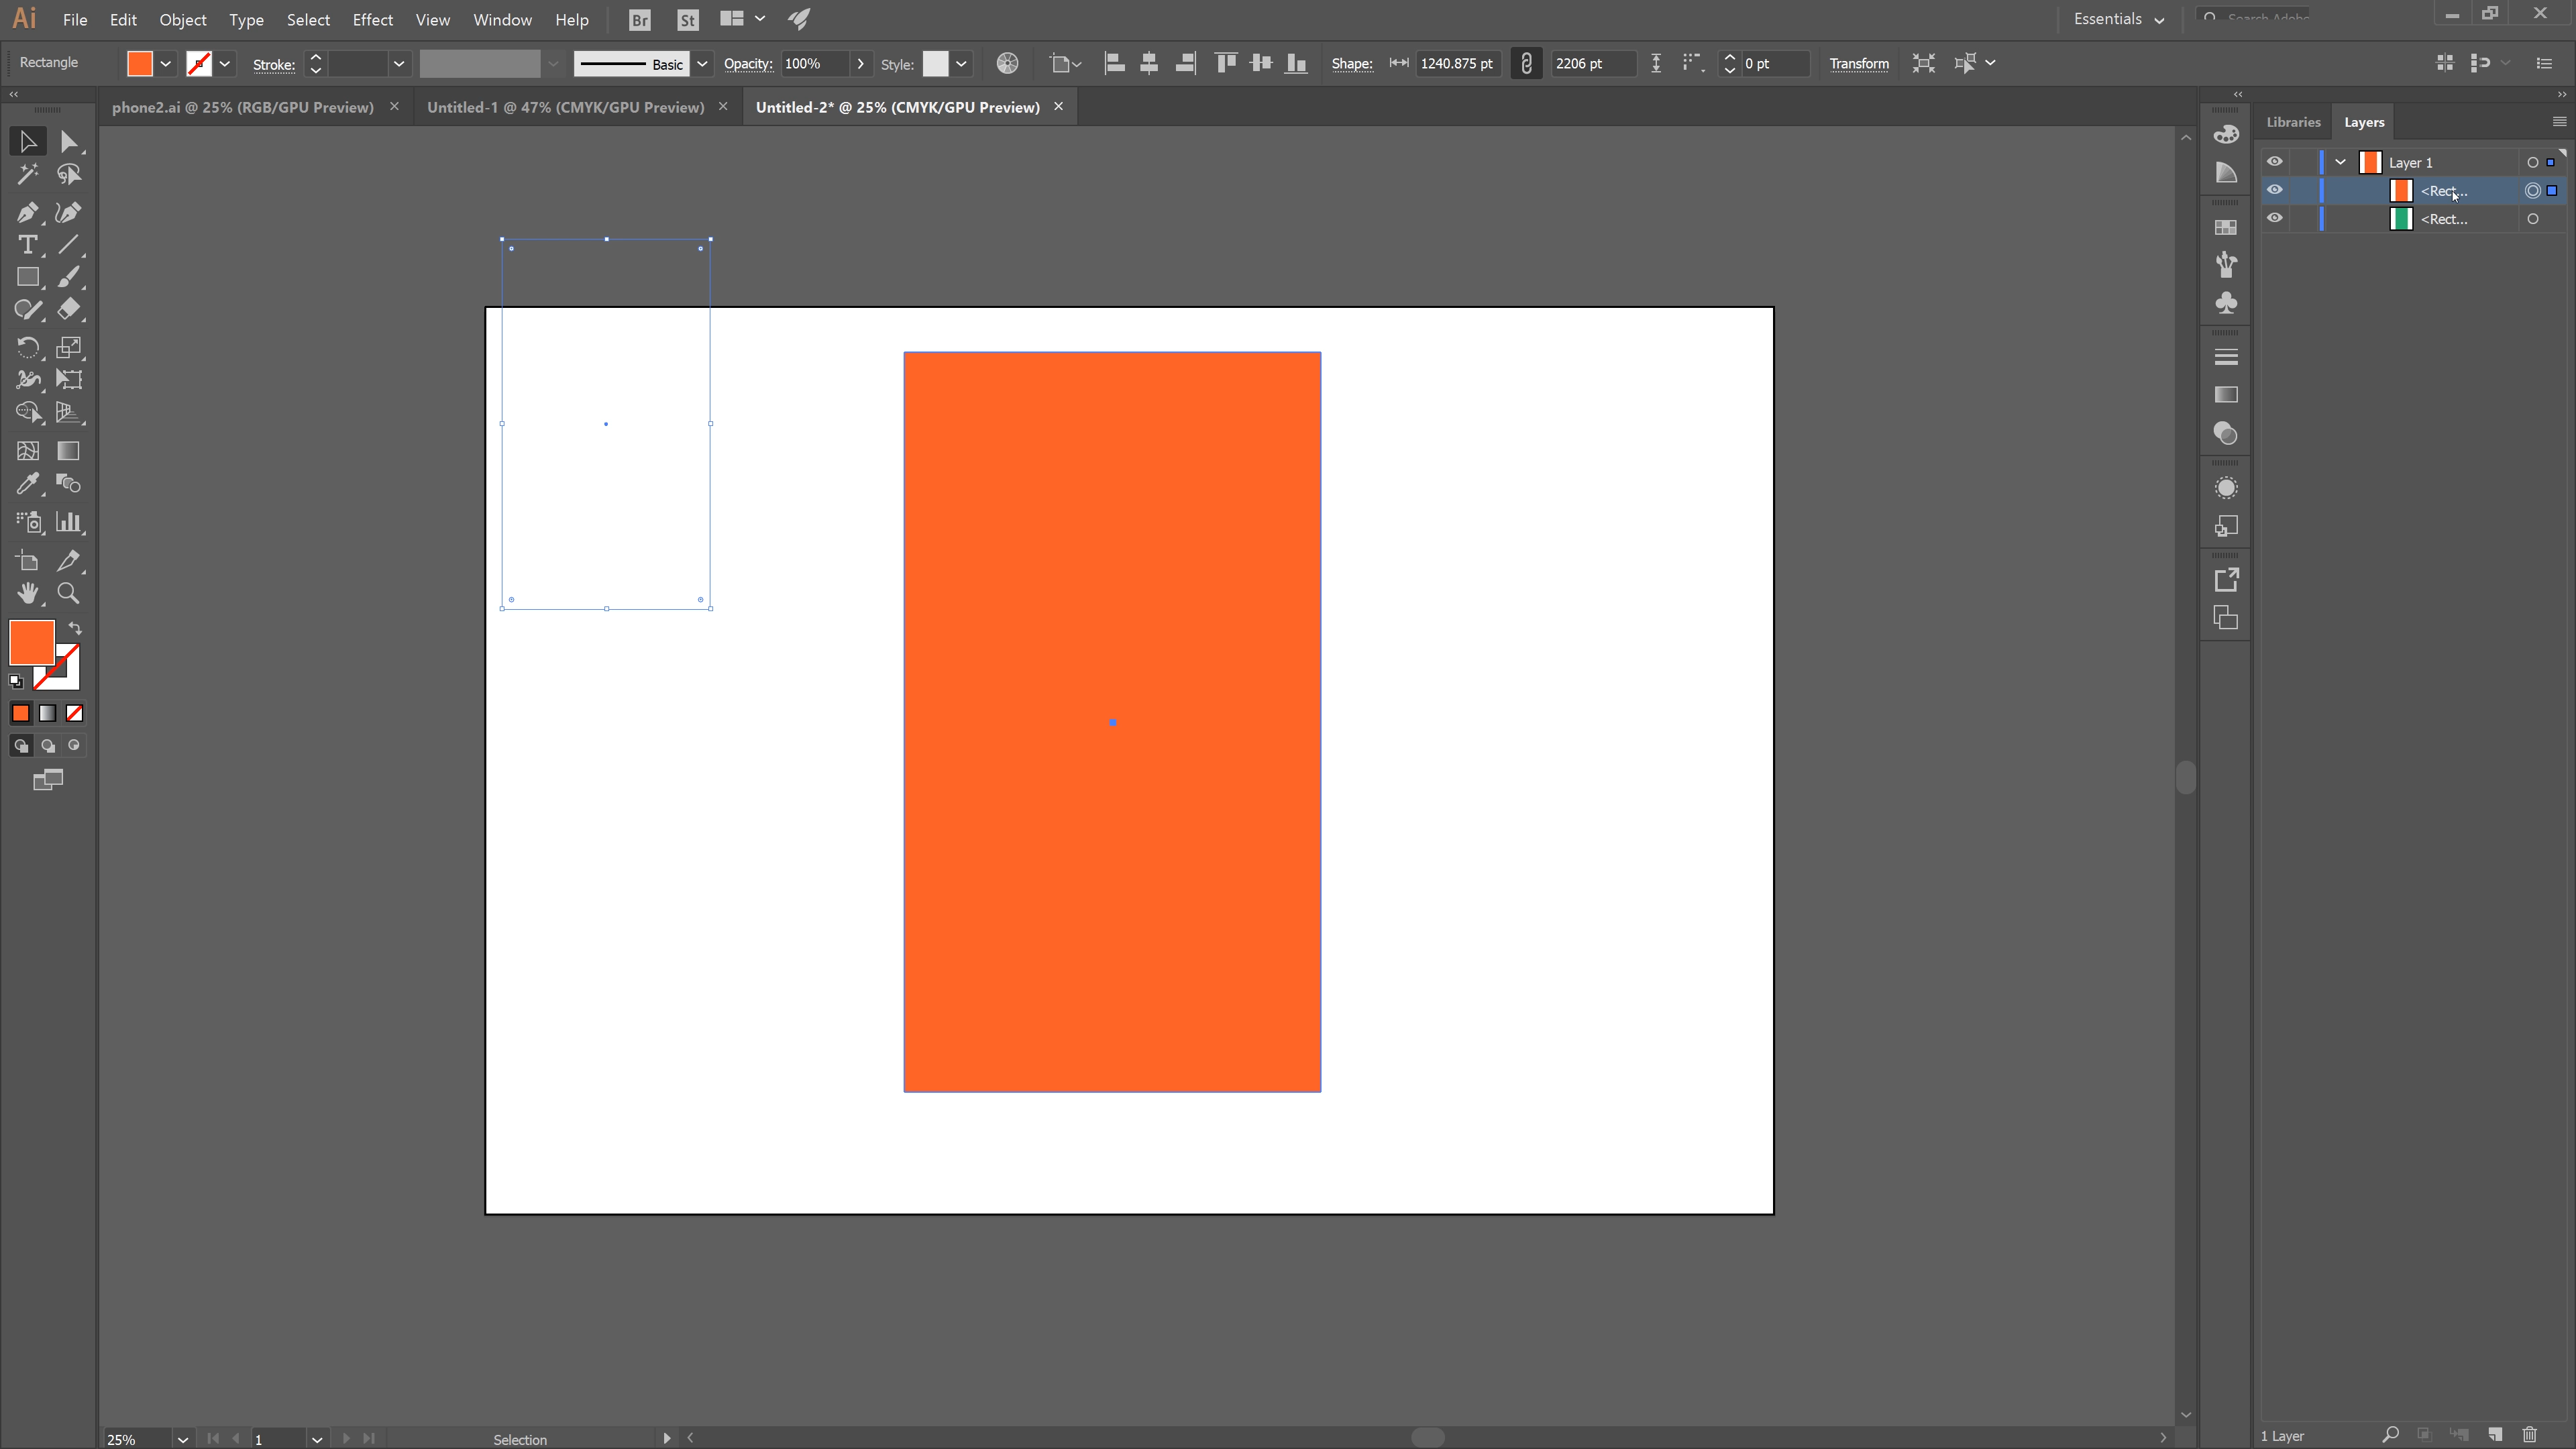 Ai File Edit Object Type Select Effect View Window Help Br St Essentials Search Adobe
Rectangle Stroke: Basic Opacity: 100% Style: Shape: 1240.875 pt 2206 pt 0 pt Transform
phone2.ai @ 25% (RGB/GPU Preview) Untitled-1 @ 47% (CMYK/GPU Preview) Untitled-2* @ 25% (CMYK/GPU Preview)
Libraries Layers
Layer 1
<Rect...
<Rect...
25% 1 Selection 1 Layer